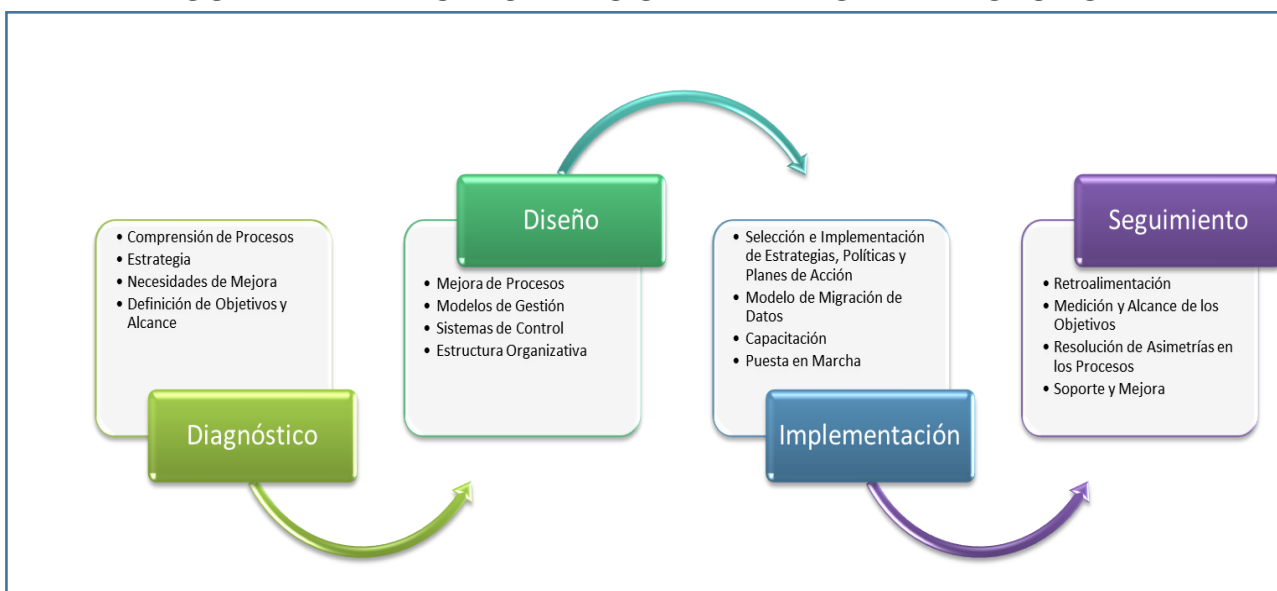 • Comprensión de Procesos
• Estrategia
• Necesidades de Mejora
• Definición de Objetivos y
Alcance
Diagnóstico
Diseño
• Mejora de Procesos
• Modelos de Gestión
• Sistemas de Control
• Estructura Organizativa
• Selección e Implementación
de Estrategias, Políticas y
Planes de Acción
• Modelo de Migración de
Datos
• Capacitación
• Puesta en Marcha
Implementación
Seguimiento
• Retroalimentación
• Medición y Alcance de los
Objetivos
• Resolución de Asimetrías en
los Procesos
• Soporte y Mejora